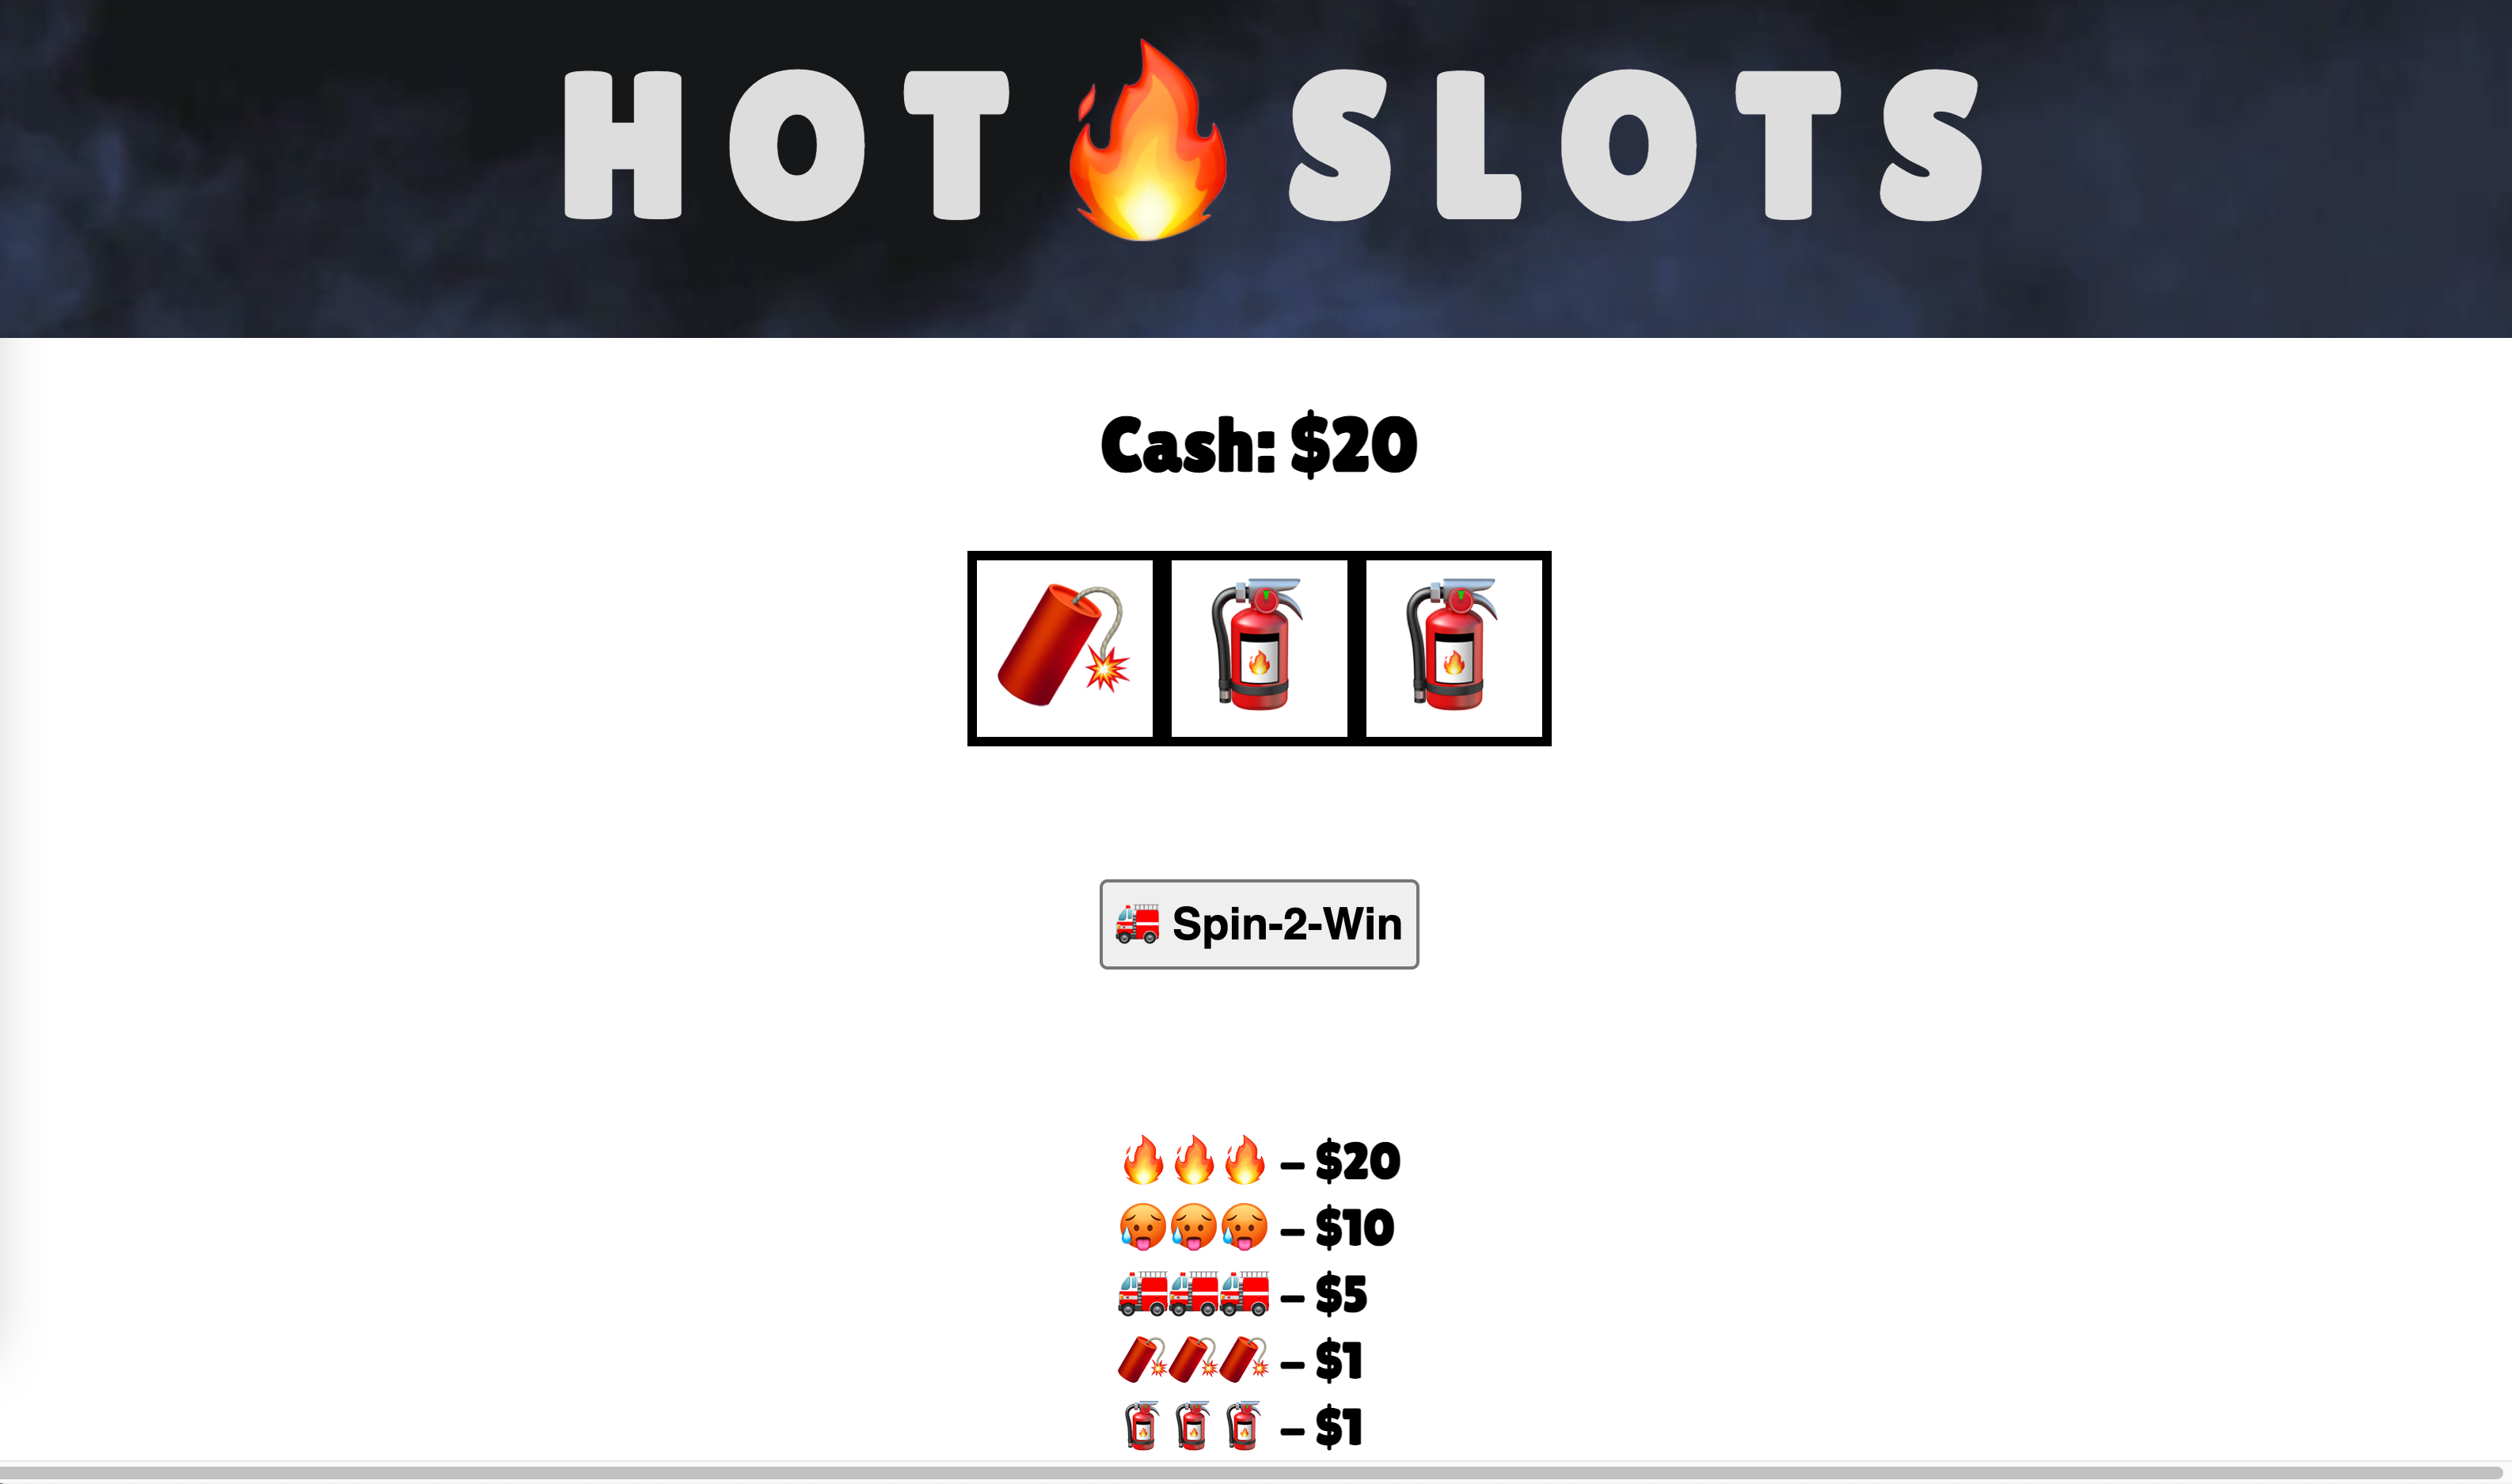 HOT🔥SLOTS
Cash: $20
🚒 Spin-2-Win
🔥🔥🔥 – $20
🥵🥵🥵 – $10
🚒🚒🚒 – $5
🧨🧨🧨 – $1
🧯🧯🧯 – $1